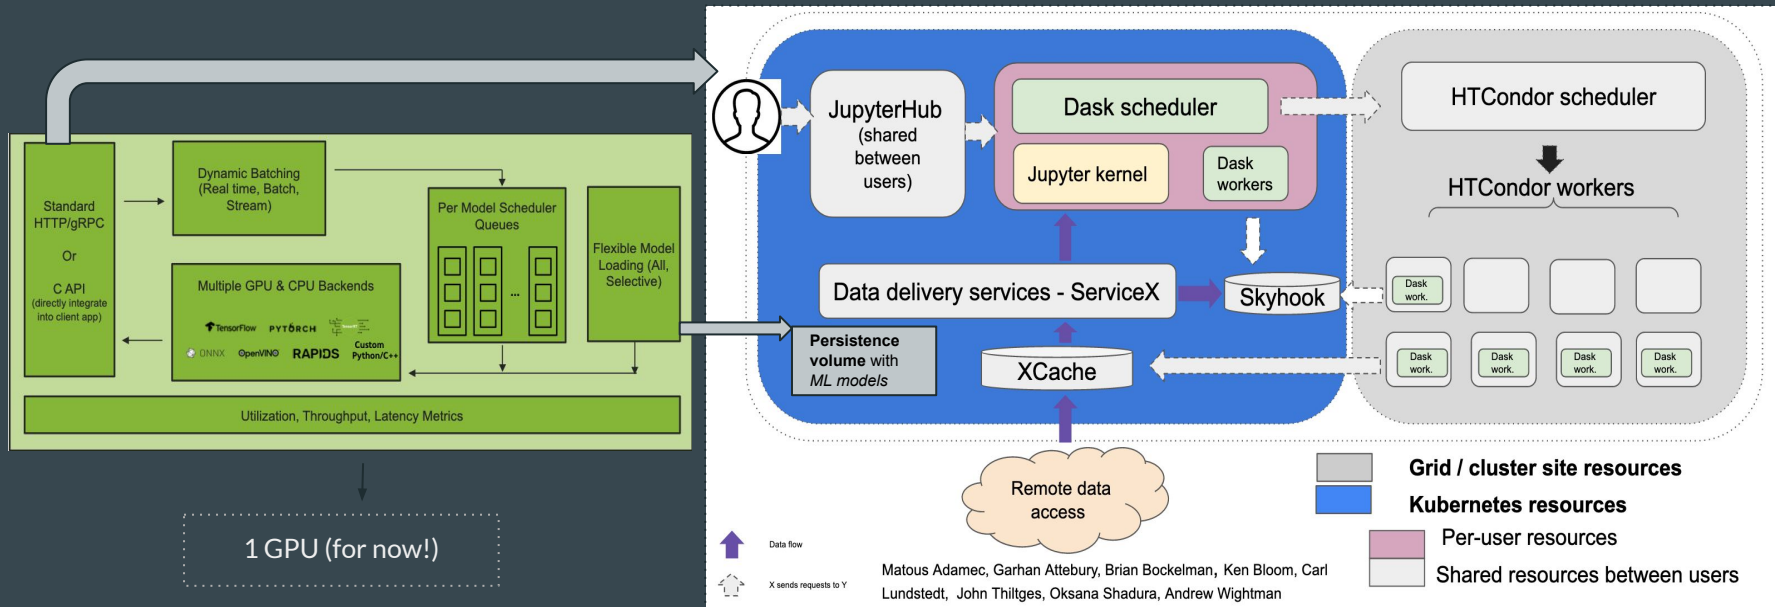 Standard
HTTP/gRPC
Or
C API
(directly integrate
into client app)
Dynamic Batching
(Real time, Batch,
Stream)
Per Model Scheduler
Queues
...
Flexible Model
Loading (All,
Selective)
Multiple GPU & CPU Backends
TensorFlow
PYTORCH
ONNX
OpenVINO
RAPIDS
Custom
Python/C++
Utilization, Throughput, Latency Metrics
1 GPU (for now!)
JupyterHub
(shared
between
users)
Dask scheduler
Jupyter kernel
Dask
workers
Data delivery services - ServiceX
Skyhook
Persistence
volume with
ML models
XCache
Remote data
access
HTCondor scheduler
HTCondor workers
Dask
work.
Dask
work.
Dask
work.
Dask
work.
Dask
work.
Grid / cluster site resources
Kubernetes resources
Per-user resources
Shared resources between users
Data flow
X sends requests to Y
Matous Adamec, Garhan Attebury, Brian Bockelman, Ken Bloom, Carl
Lundstedt, John Thiltges, Oksana Shadura, Andrew Wightman